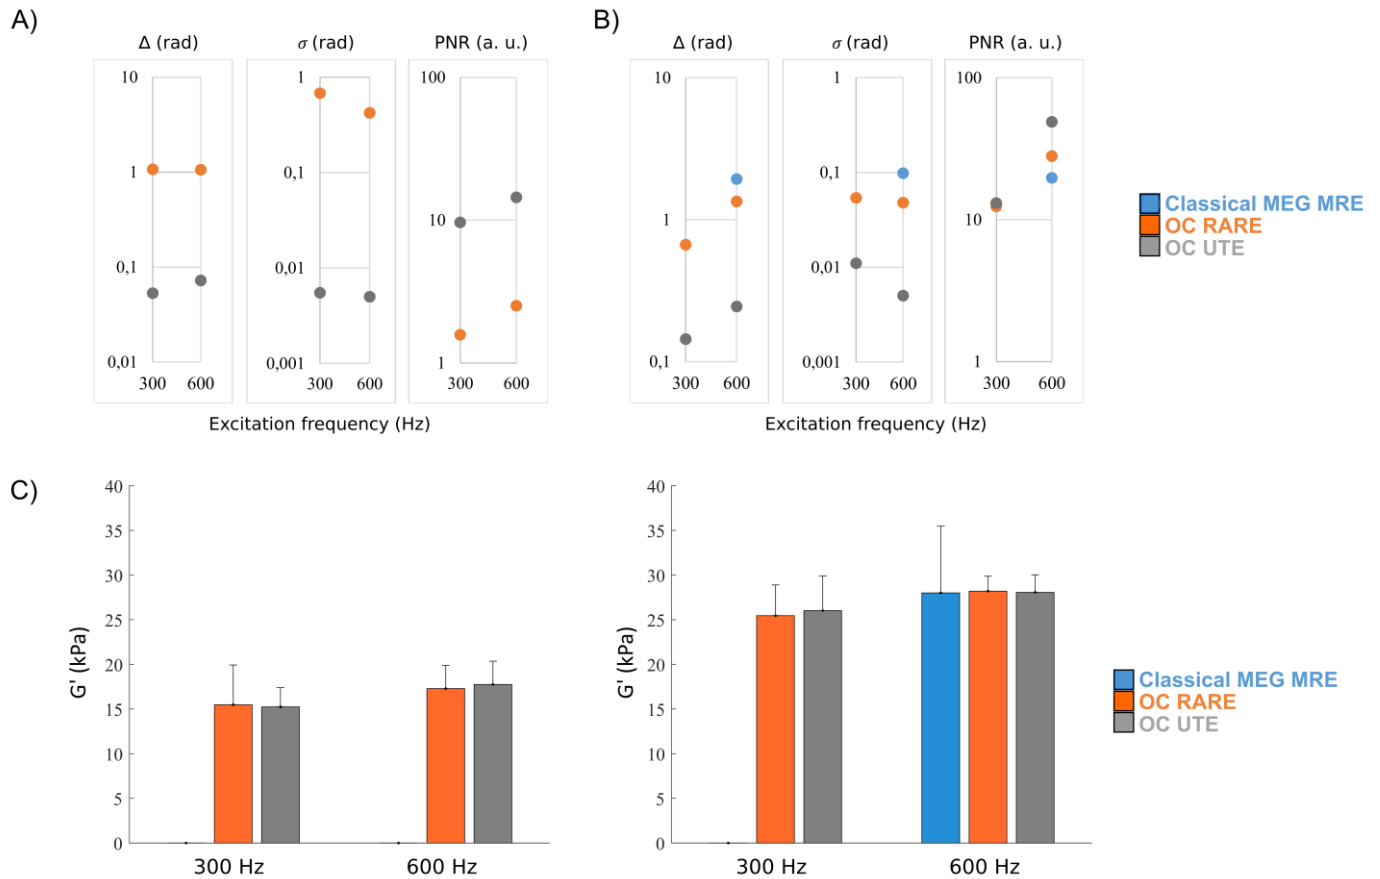 A)
B)
Δ (rad)
σ (rad)
PNR (a. u.)
10
1
0,1
0,01
300
600
1
0,1
0,01
0,001
300
600
100
10
1
300
600
Excitation frequency (Hz)
Δ (rad)
σ (rad)
PNR (a. u.)
10
1
0,1
300
600
1
0,1
0,01
0,001
300
600
100
10
1
300
600
Excitation frequency (Hz)
Classical MEG MRE
OC RARE
OC UTE
C)
G' (kPa)
40
35
30
25
20
15
10
5
0
300 Hz
600 Hz
G' (kPa)
40
35
30
25
20
15
10
5
0
300 Hz
600 Hz
Classical MEG MRE
OC RARE
OC UTE